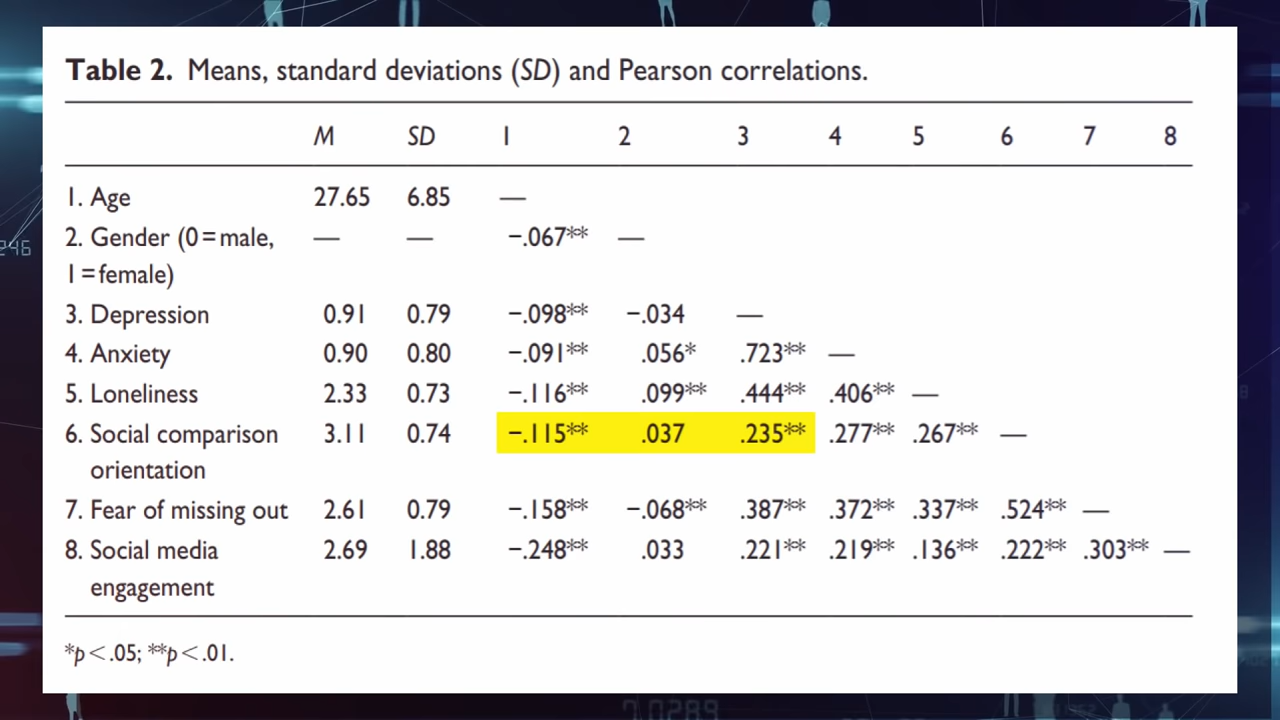 Table 2. Means, standard deviations (SD) and Pearson correlations.
M SD 1 2 3 4 5 6 7 8
1. Age 27.65 6.85 —
2. Gender (0 = male, — — −.067** —
1 = female)
3. Depression 0.91 0.79 −.098** −.034 —
4. Anxiety 0.90 0.80 −.091** .056* .723** —
5. Loneliness 2.33 0.73 −.116** .099** .444** .406** —
6. Social comparison 3.11 0.74 −.115** .037 .235** .277** .267** —
orientation
7. Fear of missing out 2.61 0.79 −.158** −.068** .387** .372** .337** .524** —
8. Social media 2.69 1.88 −.248** .033 .221** .219** .136** .222** .303** —
engagement
*p < .05; **p < .01.